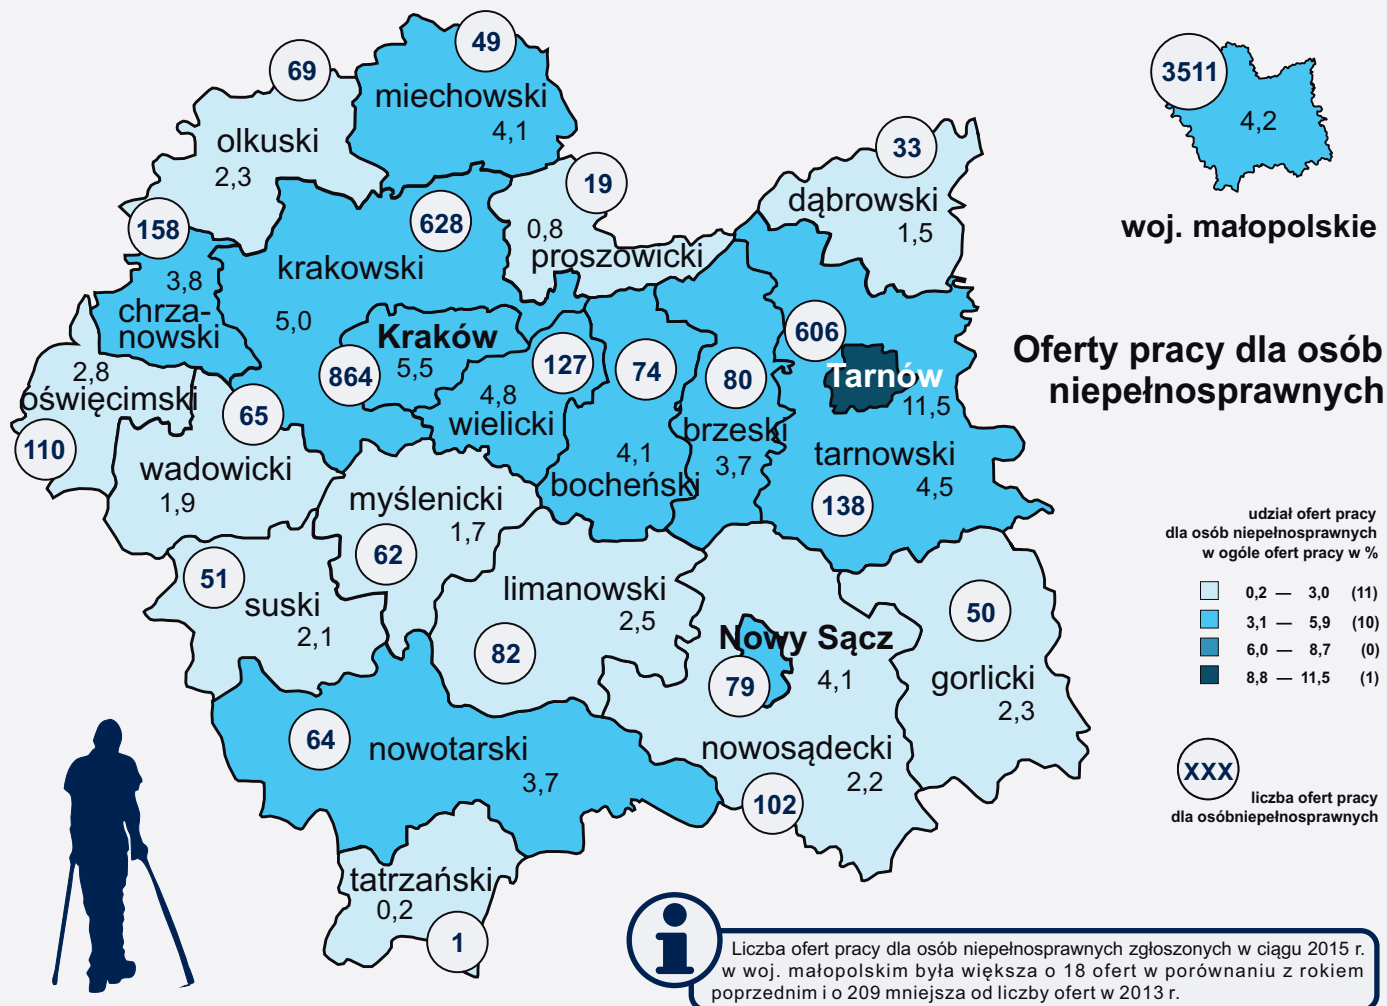 49
miechowski
4,1
69
olkuski
2,3
19
0,8
proszowicki
33
dąbrowski
1,5
3511
4,2
woj. małopolskie
158
3,8
chrza-
nowski
628
krakowski
5,0
Kraków
5,5
864
127
4,8
wielicki
74
4,1
bocheński
80
brzeski
3,7
606
Tarnów
11,5
tarnowski
4,5
138
Oferty pracy dla osób
niepełnosprawnych
2,8
oświęcimski
110
65
wadowicki
1,9
myślenicki
1,7
62
51
suski
2,1
limanowski
2,5
82
Nowy Sącz
79
4,1
50
gorlicki
2,3
64
nowotarski
3,7
nowosądecki
2,2
102
tatrzański
0,2
1
udział ofert pracy
dla osób niepełnosprawnych
w ogóle ofert pracy w %
0,2 — 3,0 (11)
3,1 — 5,9 (10)
6,0 — 8,7 (0)
8,8 — 11,5 (1)
xxx
liczba ofert pracy
dla osóbniepełnosprawnych
i
Liczba ofert pracy dla osób niepełnosprawnych zgłoszonych w ciągu 2015 r.
w woj. małopolskim była większa o 18 ofert w porównaniu z rokiem
poprzednim i o 209 mniejsza od liczby ofert w 2013 r.